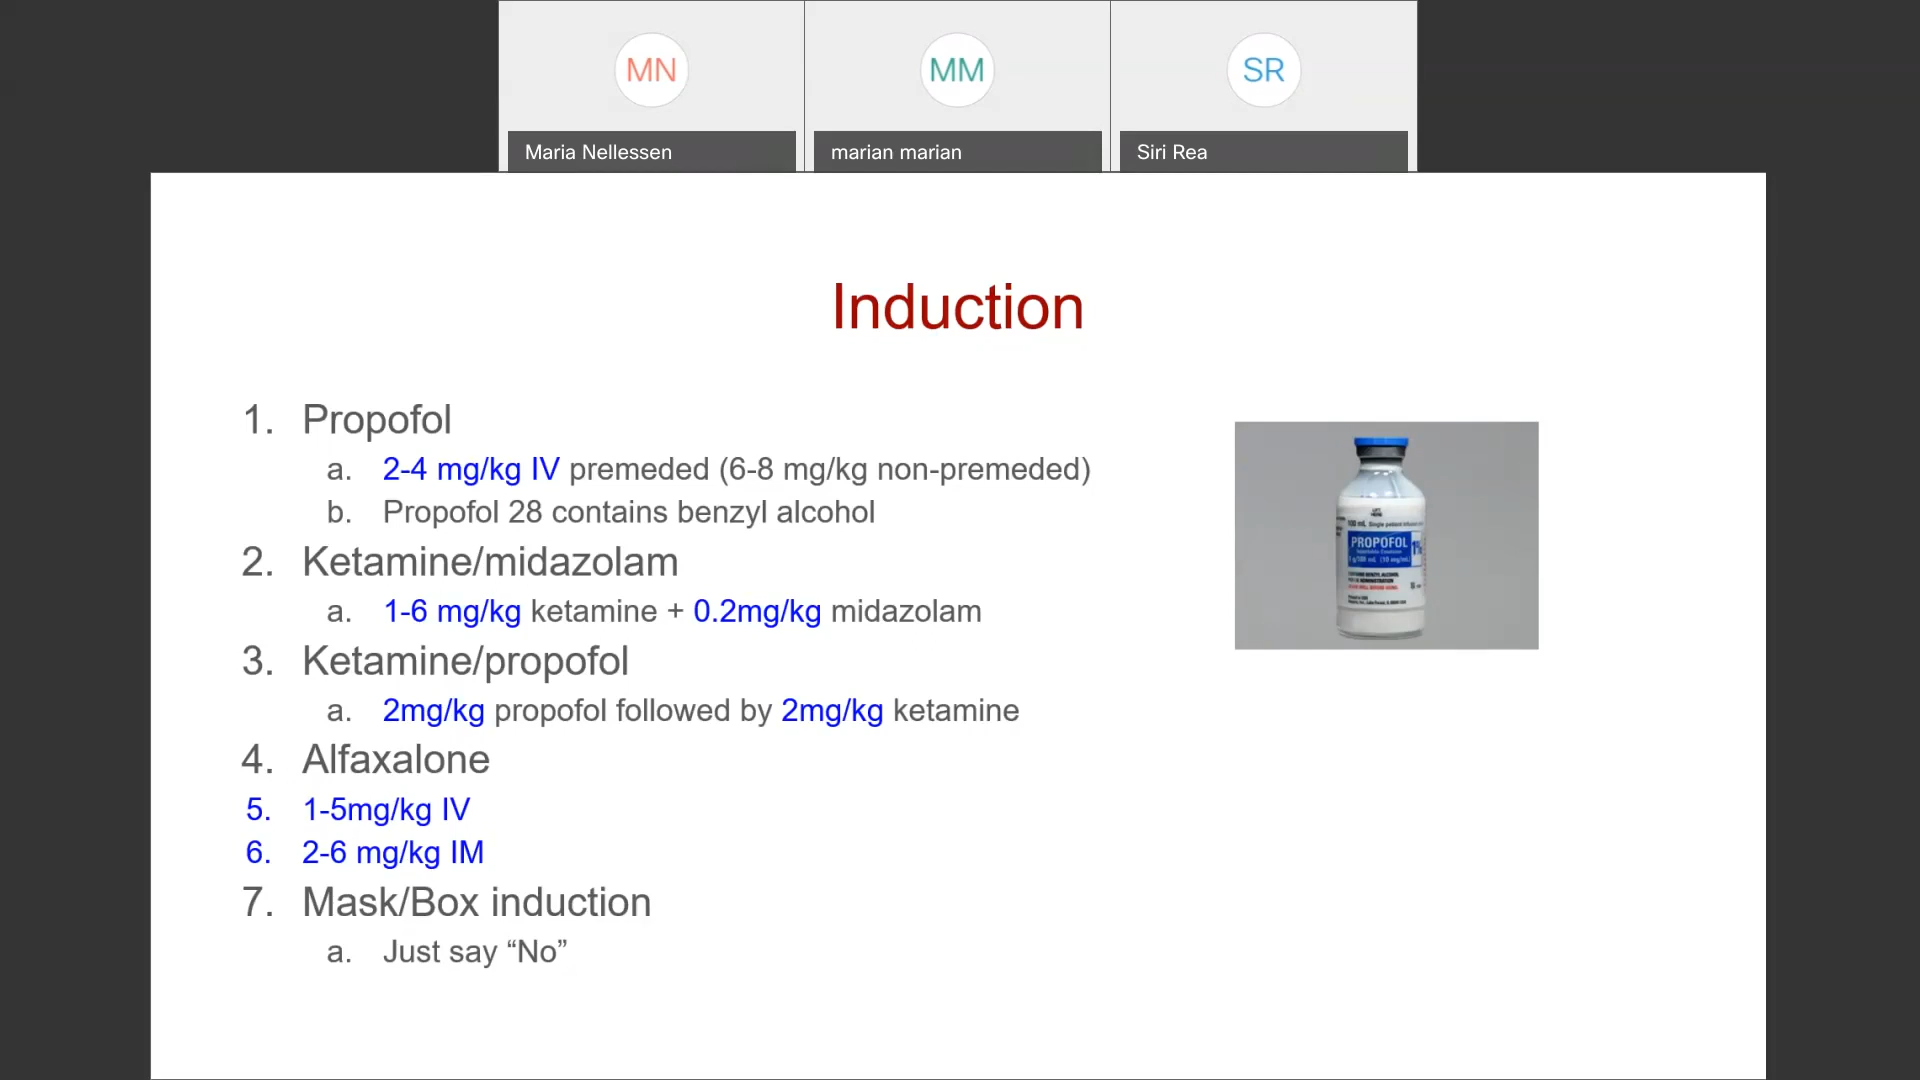 MN
MM
SR
Maria Nellessen
marian marian
Siri Rea
Induction
1. Propofol
a. 2-4 mg/kg IV premeded (6-8 mg/kg non-premeded)
b. Propofol 28 contains benzyl alcohol
2. Ketamine/midazolam
a. 1-6 mg/kg ketamine + 0.2mg/kg midazolam
3. Ketamine/propofol
a. 2mg/kg propofol followed by 2mg/kg ketamine
4. Alfaxalone
5. 1-5mg/kg IV
6. 2-6 mg/kg IM
7. Mask/Box induction
a. Just say “No”
100 mL
PROPOFOL
1%